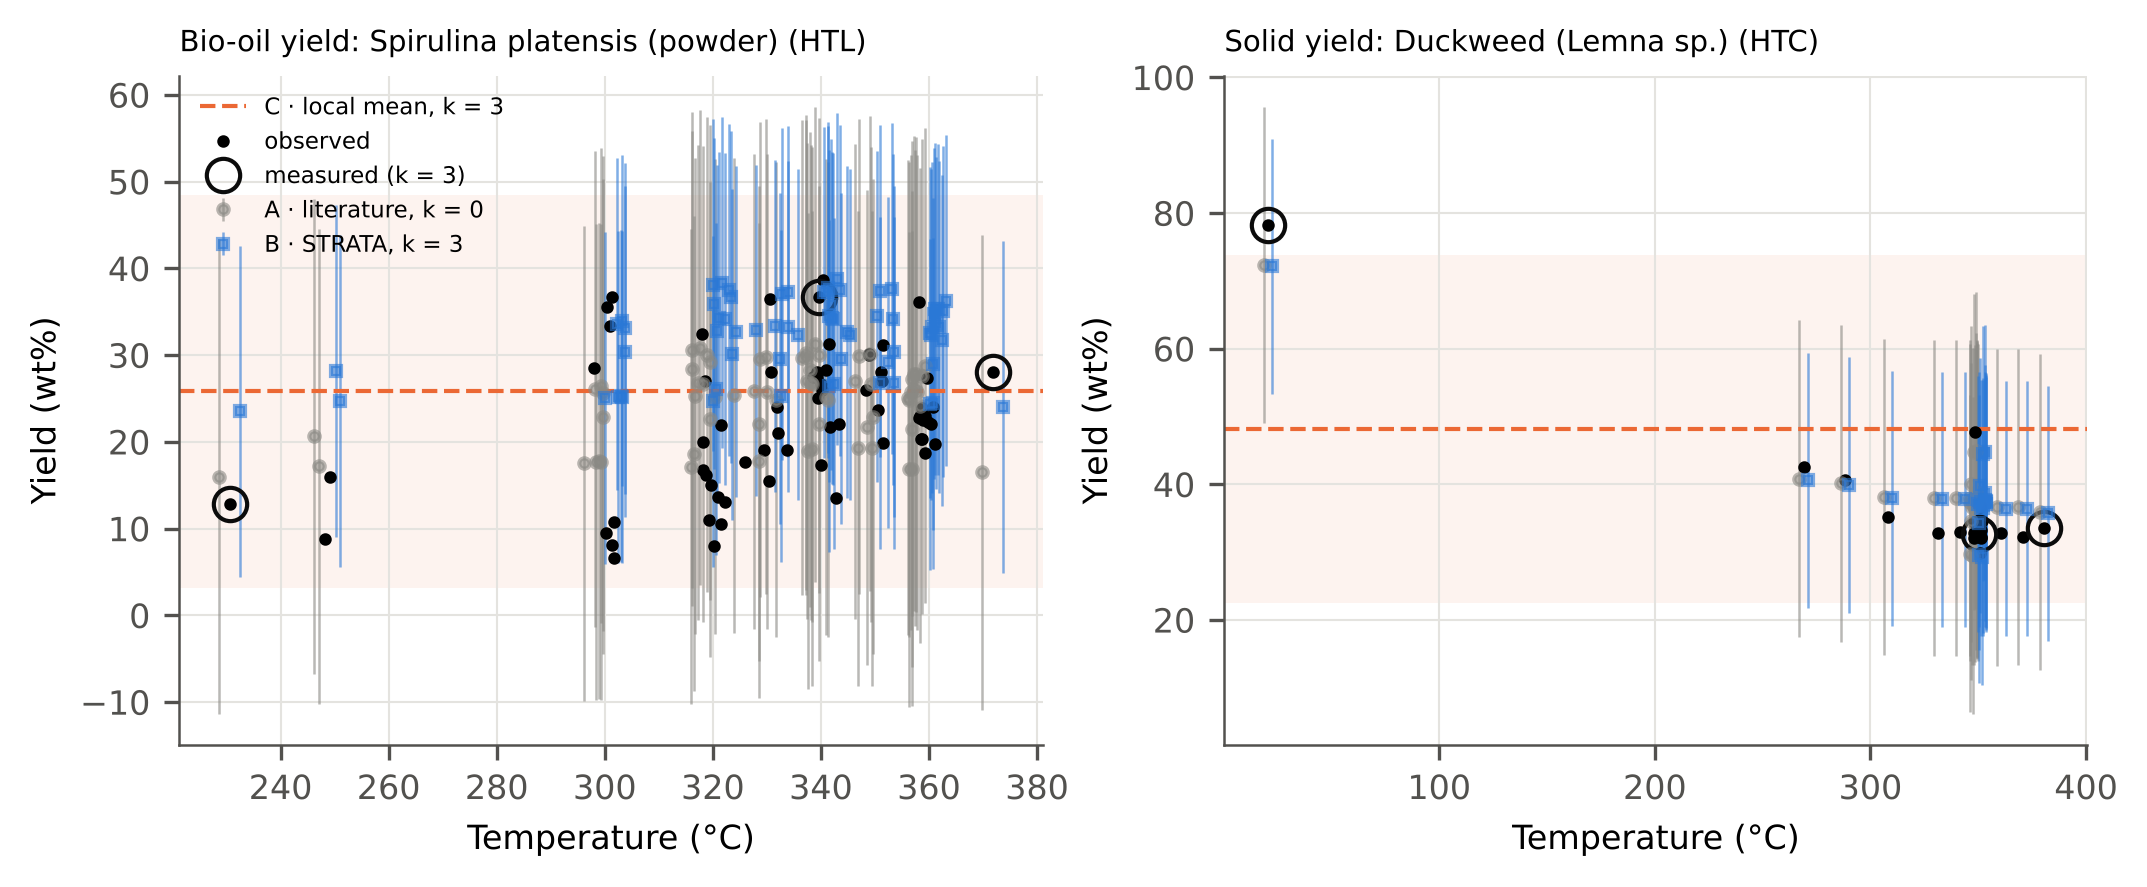 Bio-oil yield: Spirulina platensis (powder) (HTL)
60
50
40
30
20
10
0
−10
Yield (wt%)
C · local mean, k = 3
observed
measured (k = 3)
A · literature, k = 0
B · STRATA, k = 3
240 260 280 300 320 340 360 380
Temperature (°C)
Solid yield: Duckweed (Lemna sp.) (HTC)
100
80
60
40
20
Yield (wt%)
100 200 300 400
Temperature (°C)